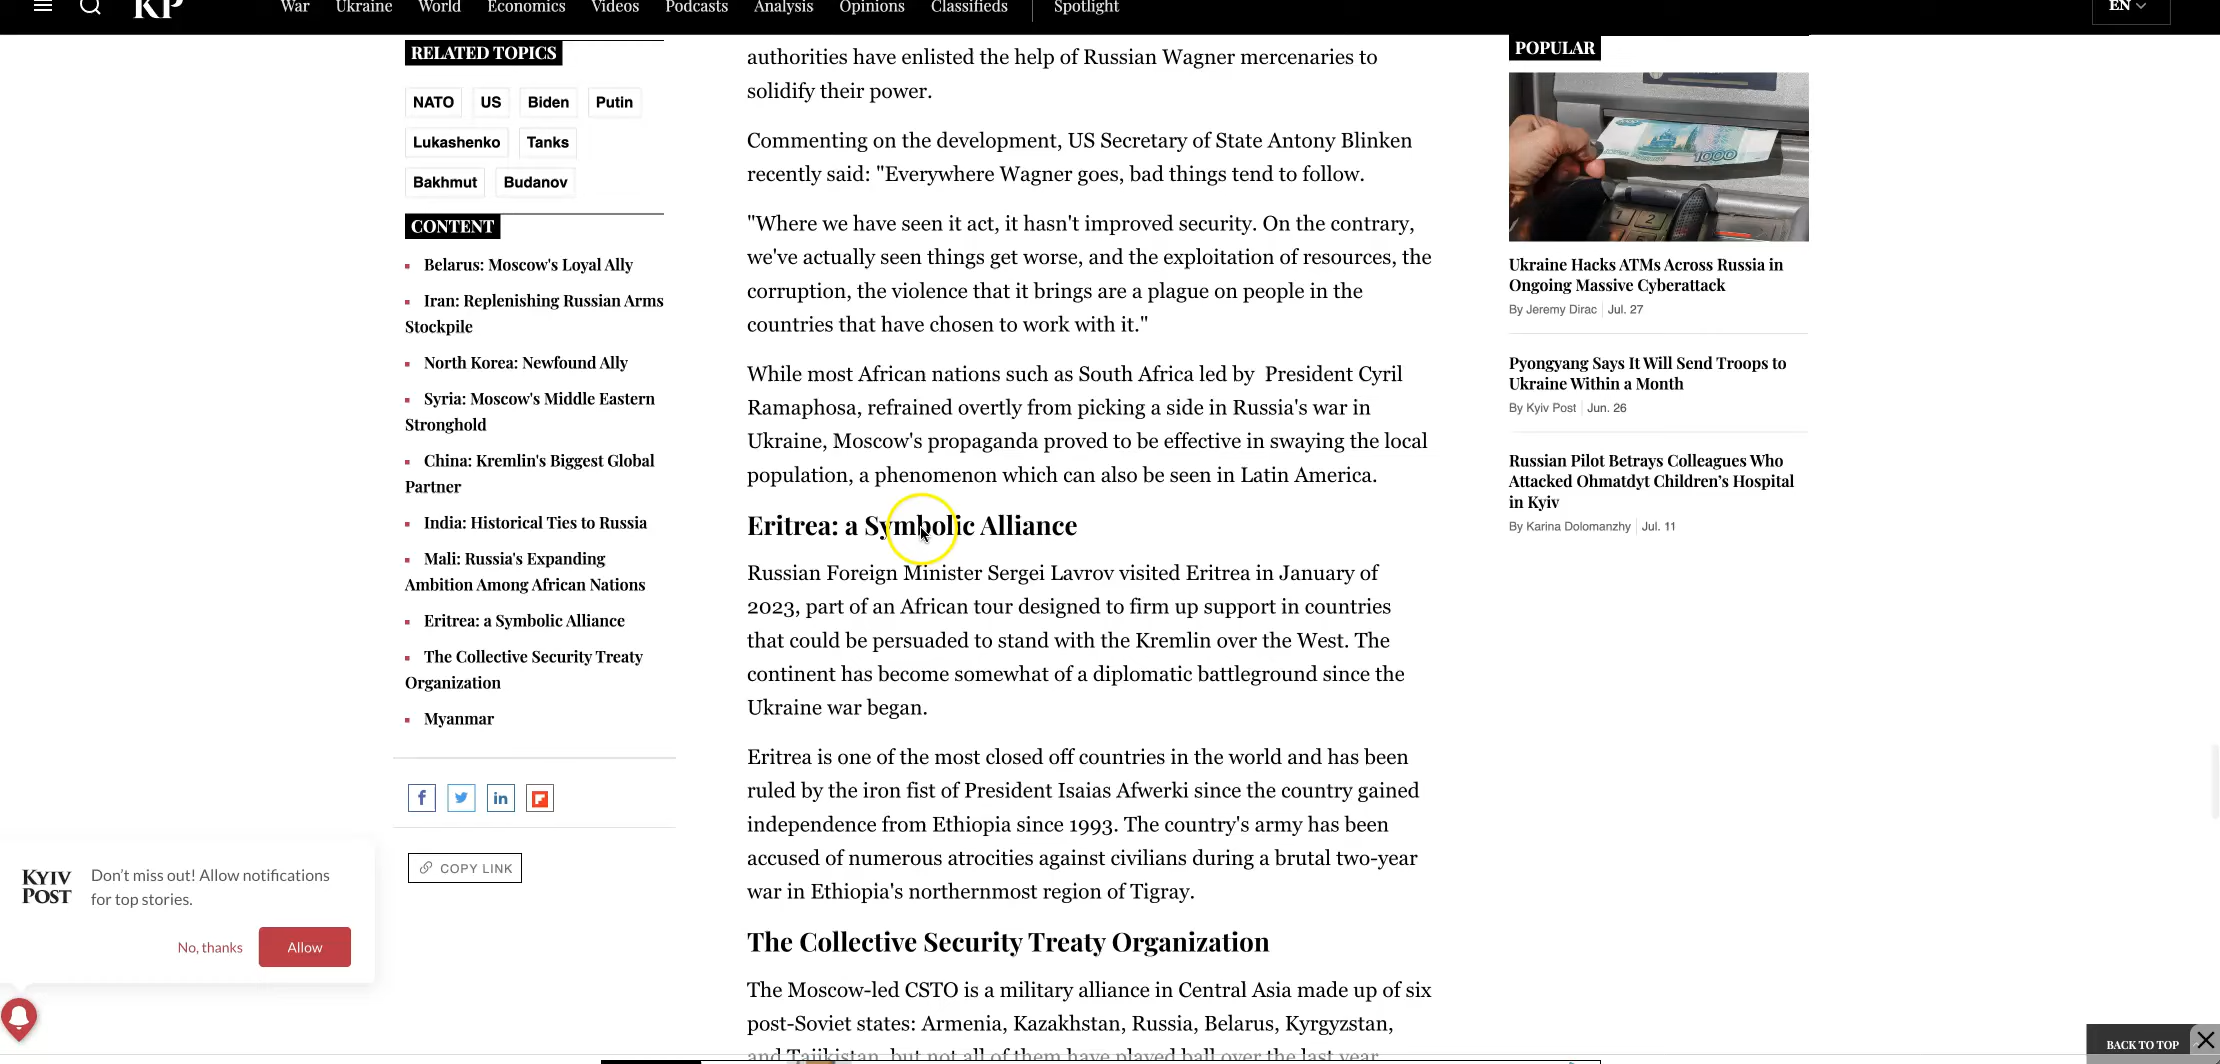 KP
War Ukraine World Economics Videos Podcasts Analysis Opinions Classifieds Spotlight
EN
RELATED TOPICS
NATO US Biden Putin
Lukashenko Tanks
Bakhmut Budanov
CONTENT
Belarus: Moscow's Loyal Ally
Iran: Replenishing Russian Arms
Stockpile
North Korea: Newfound Ally
Syria: Moscow's Middle Eastern
Stronghold
China: Kremlin's Biggest Global
Partner
India: Historical Ties to Russia
Mali: Russia's Expanding
Ambition Among African Nations
Eritrea: a Symbolic Alliance
The Collective Security Treaty
Organization
Myanmar
COPY LINK
KYIV
POST
Don't miss out! Allow notifications
for top stories.
No, thanks Allow
authorities have enlisted the help of Russian Wagner mercenaries to
solidify their power.
Commenting on the development, US Secretary of State Antony Blinken
recently said: "Everywhere Wagner goes, bad things tend to follow.
"Where we have seen it act, it hasn't improved security. On the contrary,
we've actually seen things get worse, and the exploitation of resources, the
corruption, the violence that it brings are a plague on people in the
countries that have chosen to work with it."
While most African nations such as South Africa led by  President Cyril
Ramaphosa, refrained overtly from picking a side in Russia's war in
Ukraine, Moscow's propaganda proved to be effective in swaying the local
population, a phenomenon which can also be seen in Latin America.
Eritrea: a Symbolic Alliance
Russian Foreign Minister Sergei Lavrov visited Eritrea in January of
2023, part of an African tour designed to firm up support in countries
that could be persuaded to stand with the Kremlin over the West. The
continent has become somewhat of a diplomatic battleground since the
Ukraine war began.
Eritrea is one of the most closed off countries in the world and has been
ruled by the iron fist of President Isaias Afwerki since the country gained
independence from Ethiopia since 1993. The country's army has been
accused of numerous atrocities against civilians during a brutal two-year
war in Ethiopia's northernmost region of Tigray.
The Collective Security Treaty Organization
The Moscow-led CSTO is a military alliance in Central Asia made up of six
post-Soviet states: Armenia, Kazakhstan, Russia, Belarus, Kyrgyzstan,
and Tajikistan, but not all of them have played ball over the last year.
POPULAR
1000
Ukraine Hacks ATMs Across Russia in
Ongoing Massive Cyberattack
By Jeremy Dirac Jul. 27
Pyongyang Says It Will Send Troops to
Ukraine Within a Month
By Kyiv Post Jun. 26
Russian Pilot Betrays Colleagues Who
Attacked Ohmatdyt Children's Hospital
in Kyiv
By Karina Dolomanzhy Jul. 11
BACK TO TOP